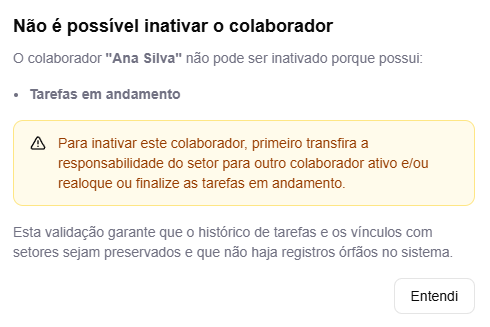 Não é possível inativar o colaborador
O colaborador "Ana Silva" não pode ser inativado porque possui:
• Tarefas em andamento
Para inativar este colaborador, primeiro transfira a
responsabilidade do setor para outro colaborador ativo e/ou
realoque ou finalize as tarefas em andamento.
Esta validação garante que o histórico de tarefas e os vínculos com
setores sejam preservados e que não haja registros órfãos no sistema.
Entendi